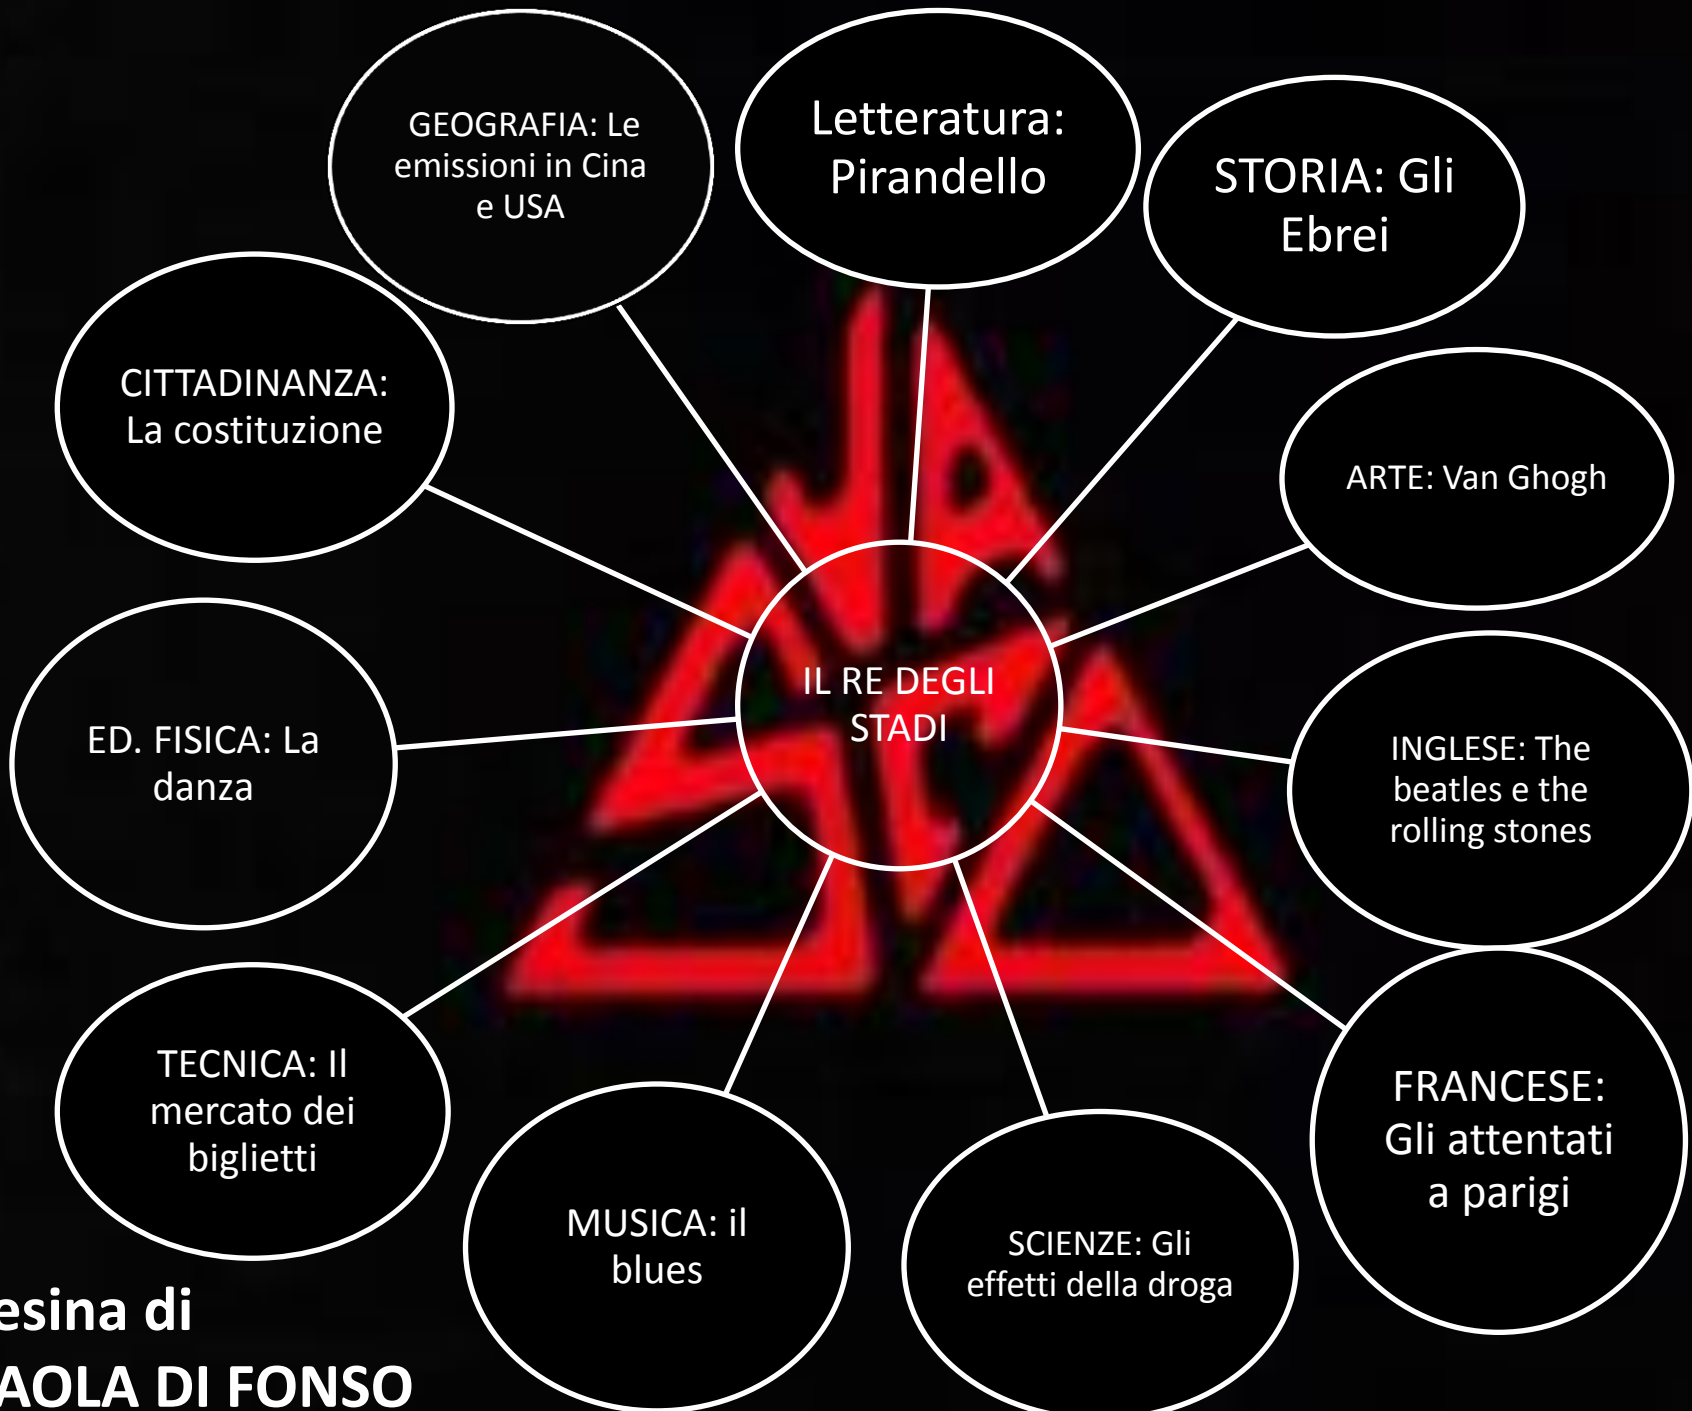 GEOGRAFIA: Le
emissioni in Cina
e USA
Letteratura:
Pirandello
STORIA: Gli
Ebrei
CITTADINANZA:
La costituzione
ARTE: Van Ghogh
IL RE DEGLI
STADI
ED. FISICA: La
danza
INGLESE: The
beatles e the
rolling stones
TECNICA: Il
mercato dei
biglietti
FRANCESE:
Gli attentati
a parigi
MUSICA: il
blues
SCIENZE: Gli
effetti della droga
esina di
AOLA DI FONSO